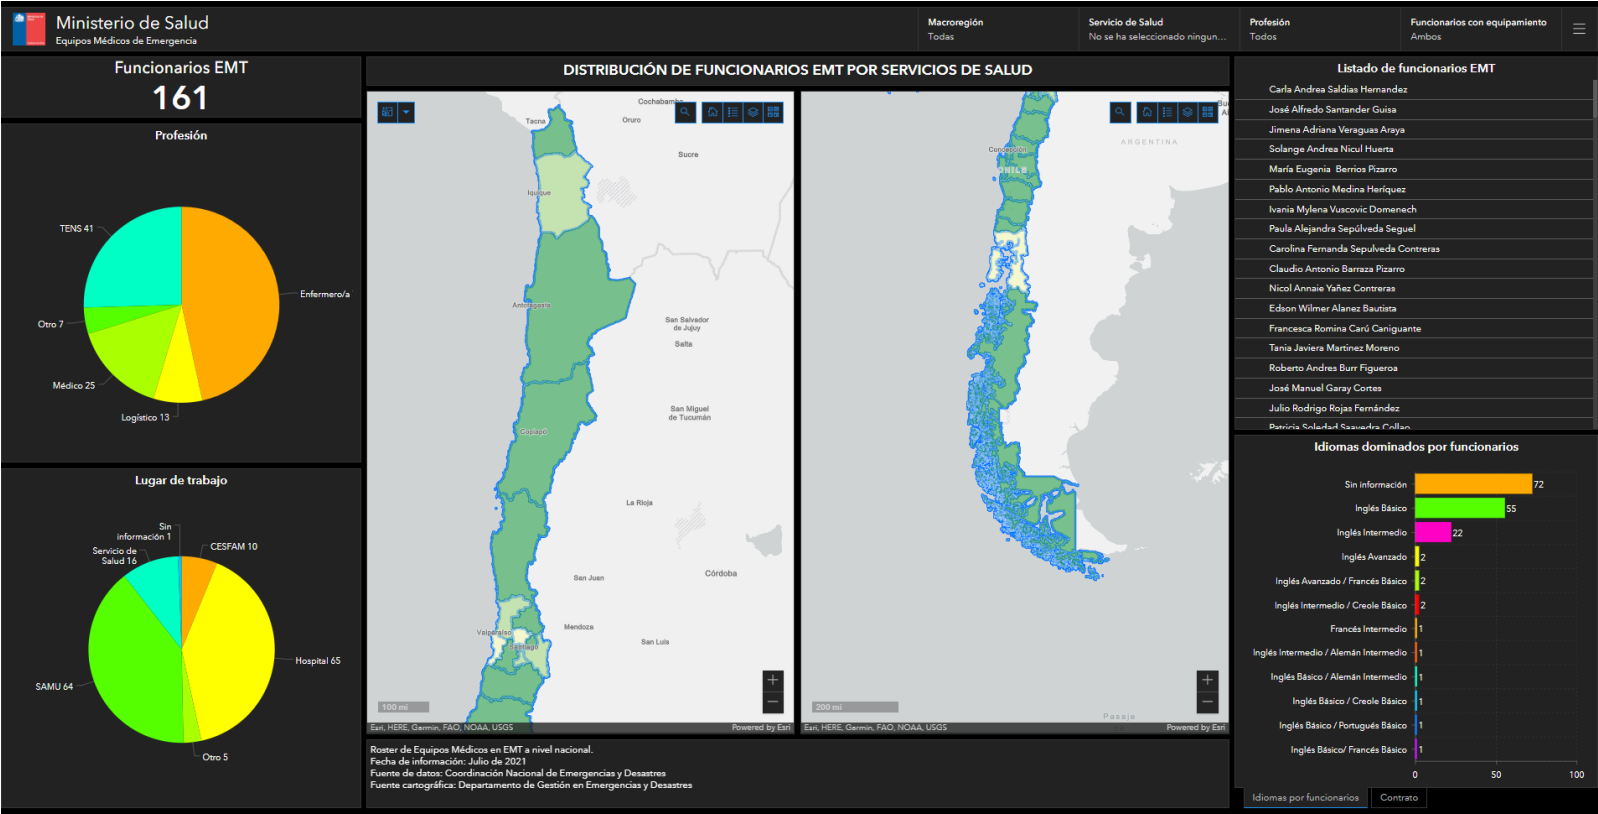 Ministerio de Salud
Equipos Médicos de Emergencia
Macroregión
Todas
Servicio de Salud
No se ha seleccionado ningun...
Profesión
Todos
Funcionarios con equipamiento
Ambos
Funcionarios EMT
161
Profesión
TENS 41
Enfermero/a
Otro 7
Médico 25
Logístico 13
Lugar de trabajo
Sin
información 1
Servicio de
Salud 16
CESFAM 10
Hospital 65
SAMU 64
Otro 5
DISTRIBUCIÓN DE FUNCIONARIOS EMT POR SERVICIOS DE SALUD
Cochabamba
Tacna
Oruro
Sucre
Iquique
Antofagasta
San Salvador
de Jujuy
Salta
San Miguel
de Tucumán
Copiapó
La Rioja
San Juan
Córdoba
Valparaíso
Mendoza
Santiago
San Luis
100 mi
Esri, HERE, Garmin, FAO, NOAA, USGS
Powered by Esri
ARGENTINA
Concepción
CHILE
200 mi
Pasaje
Esri, HERE, Garmin, FAO, NOAA, USGS
Powered by Esri
Roster de Equipos Médicos en EMT a nivel nacional.
Fecha de información: Julio de 2021
Fuente de datos: Coordinación Nacional de Emergencias y Desastres
Fuente cartográfica: Departamento de Gestión en Emergencias y Desastres
Listado de funcionarios EMT
Carla Andrea Saldias Hernandez
José Alfredo Santander Guisa
Jimena Adriana Veraguas Araya
Solange Andrea Nicul Huerta
María Eugenia  Berrios Pizarro
Pablo Antonio Medina Heríquez
Ivania Mylena Vuscovic Domenech
Paula Alejandra Sepúlveda Seguel
Carolina Fernanda Sepulveda Contreras
Claudio Antonio Barraza Pizarro
Nicol Annaie Yañez Contreras
Edson Wilmer Alanez Bautista
Francesca Romina Carú Caniguante
Tania Javiera Martinez Moreno
Roberto Andres Burr Figueroa
José Manuel Garay Cortes
Julio Rodrigo Rojas Fernández
Patricia Soledad Saavedra Collao
Idiomas dominados por funcionarios
Sin información 72
Inglés Básico 55
Inglés Intermedio 22
Inglés Avanzado 2
Inglés Avanzado / Francés Básico 2
Inglés Intermedio / Creole Básico 2
Francés Intermedio 1
Inglés Intermedio / Alemán Intermedio 1
Inglés Básico / Alemán Intermedio 1
Inglés Básico / Creole Básico 1
Inglés Básico / Portugués Básico 1
Inglés Básico/ Francés Básico 1
0 50 100
Idiomas por funcionarios
Contrato